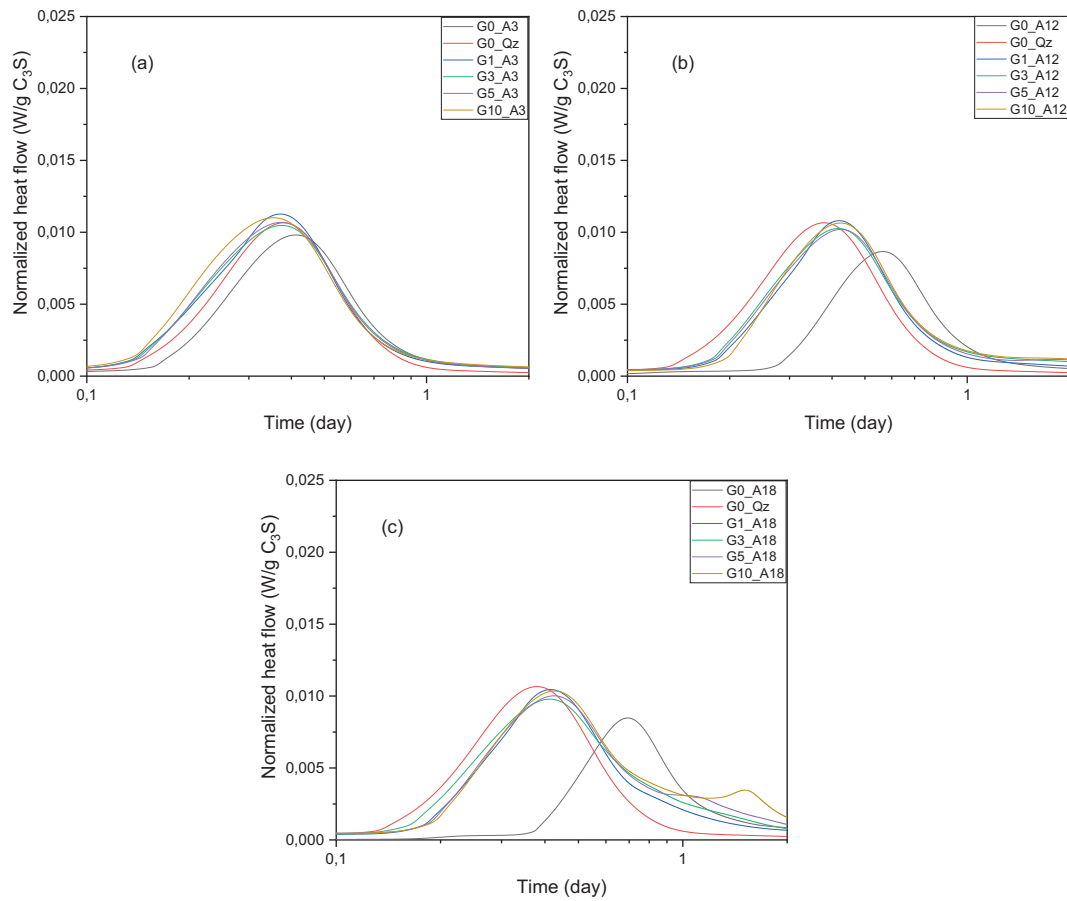 0,025
0,020
0,015
0,010
0,005
0,000
Normalized heat flow (W/g C₃S)
(a)
G0_A3
G0_Qz
G1_A3
G3_A3
G5_A3
G10_A3
0,1
1
Time (day)
0,025
0,020
0,015
0,010
0,005
0,000
Normalized heat flow (W/g C₃S)
(b)
G0_A12
G0_Qz
G1_A12
G3_A12
G5_A12
G10_A12
0,1
1
Time (day)
0,025
0,020
0,015
0,010
0,005
0,000
Normalized heat flow (W/g C₃S)
(c)
G0_A18
G0_Qz
G1_A18
G3_A18
G5_A18
G10_A18
0,1
1
Time (day)